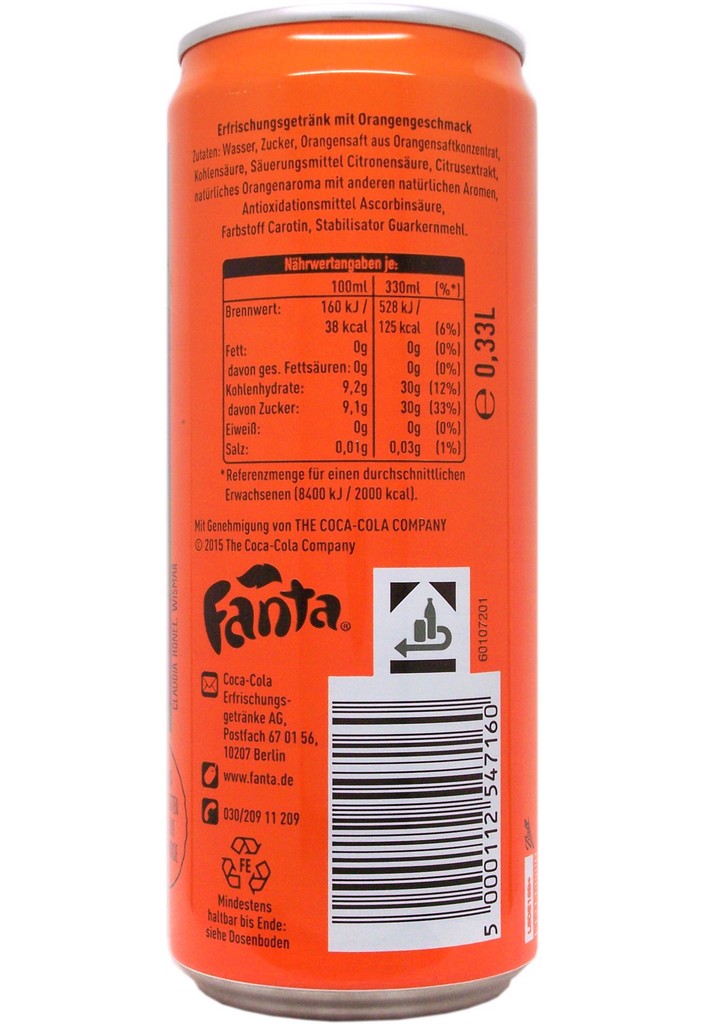 Erfrischungsgetränk mit Orangengeschmack
Zutaten: Wasser, Zucker, Orangensaft aus Orangensaftkonzentrat,
Kohlensäure, Säuerungsmittel Citronensäure, Citrusextrakt,
natürliches Orangenaroma mit anderen natürlichen Aromen,
Antioxidationsmittel Ascorbinsäure,
Farbstoff Carotin, Stabilisator Guarkernmehl.
Nährwertangaben je:
100ml 330ml (%*)
Brennwert: 160 kJ / 528 kJ /
38 kcal 125 kcal (6%)
Fett: 0g 0g (0%)
davon ges. Fettsäuren: 0g 0g (0%)
Kohlenhydrate: 9,2g 30g (12%)
davon Zucker: 9,1g 30g (33%)
Eiweiß: 0g 0g (0%)
Salz: 0,01g 0,03g (1%)
e 0,33L
*Referenzmenge für einen durchschnittlichen
Erwachsenen (8400 kJ / 2000 kcal).
Mit Genehmigung von THE COCA-COLA COMPANY
© 2015 The Coca-Cola Company
Fanta®
60107201
Coca-Cola
Erfrischungs-
getränke AG,
Postfach 67 01 56,
10207 Berlin
www.fanta.de
030/209 11 209
FE
Mindestens
haltbar bis Ende:
siehe Dosenboden
5 000112 547160
WISMAR
Ball